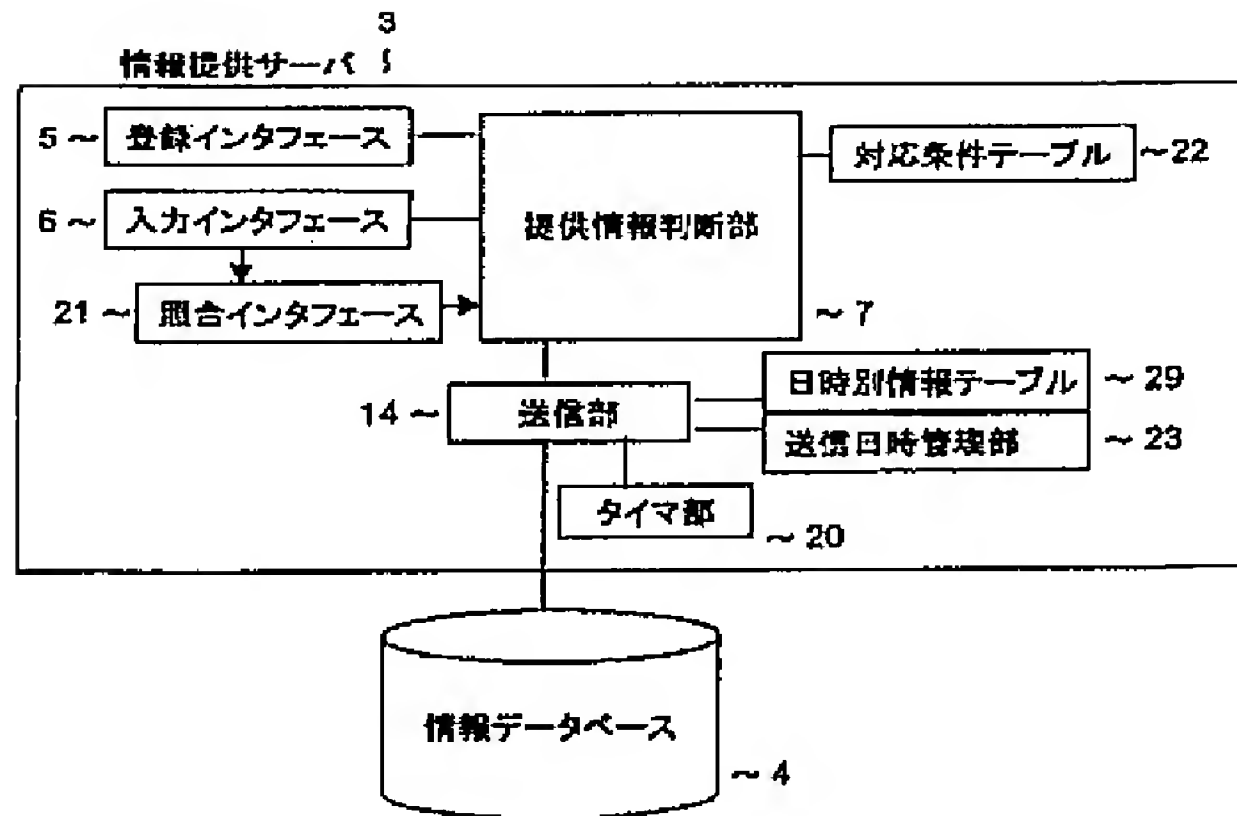 3
情報提供サーバ
5 ~ 登録インタフェース
対応条件テーブル ~22
6 ~ 入力インタフェース
提供情報判断部
21 ~ 照合インタフェース
~ 7
日時別情報テーブル ~ 29
14 ~ 送信部
送信日時管理部 ~ 23
タイマ部
~ 20
情報データベース
~ 4